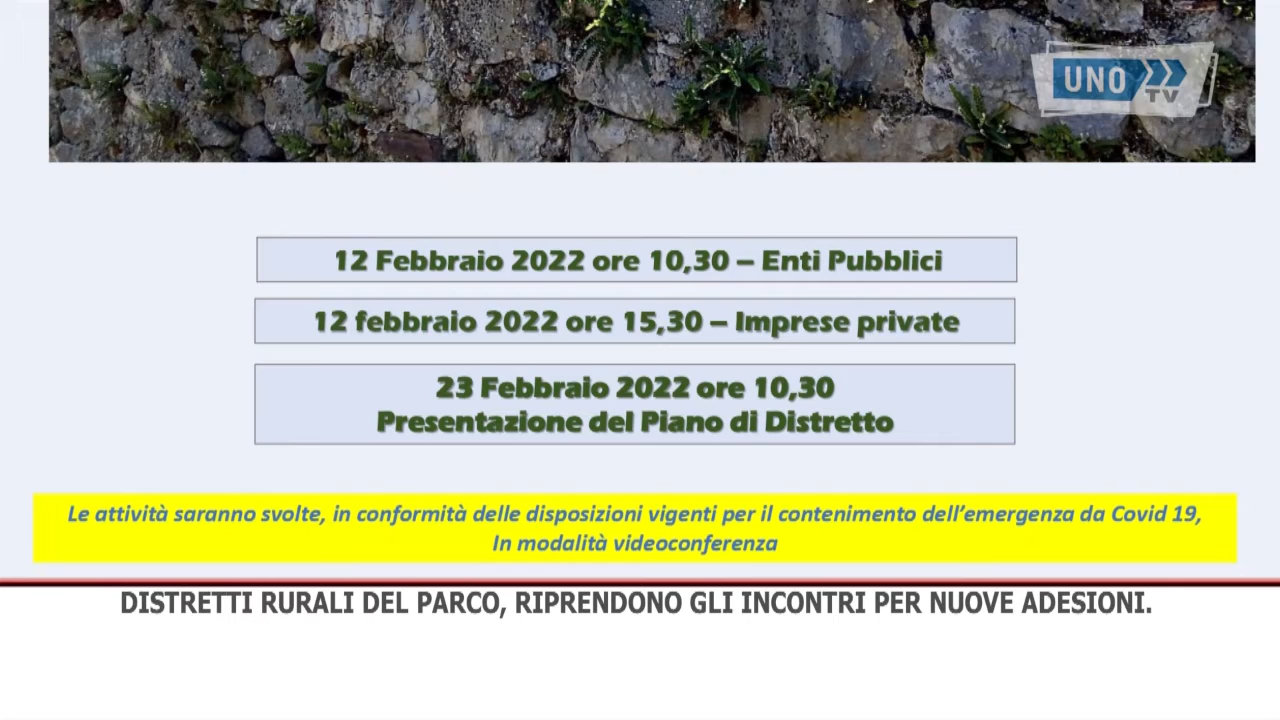 UNO
TV
12 Febbraio 2022 ore 10,30 – Enti Pubblici
12 febbraio 2022 ore 15,30 – Imprese private
23 Febbraio 2022 ore 10,30
Presentazione del Piano di Distretto
Le attività saranno svolte, in conformità delle disposizioni vigenti per il contenimento dell'emergenza da Covid 19,
In modalità videoconferenza
DISTRETTI RURALI DEL PARCO, RIPRENDONO GLI INCONTRI PER NUOVE ADESIONI.